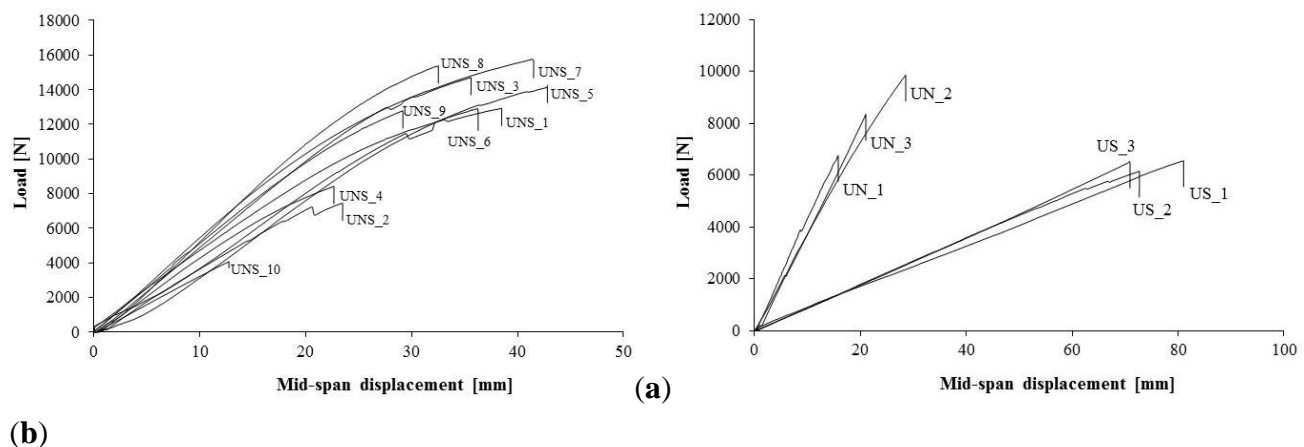 18000
16000
14000
12000
10000
8000
6000
4000
2000
0
Load [N]
UNS_8
UNS_7
UNS_3
UNS_5
UNS_9
UNS_1
UNS_6
UNS_4
UNS_2
UNS_10
0 10 20 30 40 50
Mid-span displacement [mm]
(a)
12000
10000
8000
6000
4000
2000
0
Load [N]
UN_2
UN_3
UN_1
US_3
US_1
US_2
0 20 40 60 80 100
Mid-span displacement [mm]
(b)